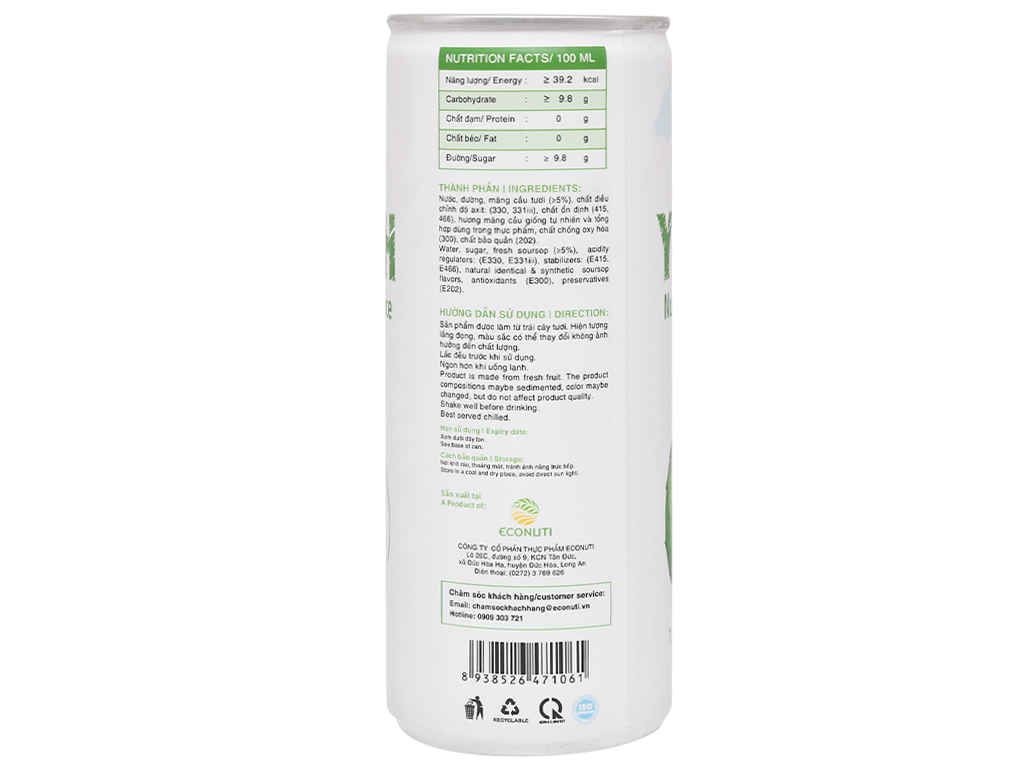 NUTRITION FACTS/ 100 ML
Năng lượng/ Energy : ≥ 39.2 kcal
Carbohydrate : ≥ 9.8 g
Chất đạm/ Protein : 0 g
Chất béo/ Fat : 0 g
Đường/Sugar : ≥ 9.8 g
THÀNH PHẦN I INGREDIENTS:
Nước, đường, mãng cầu tươi (≥5%), chất điều
chỉnh độ axit: (330, 331iii), chất ổn định (415,
466), hương mãng cầu giống tự nhiên và tổng
hợp dùng trong thực phẩm, chất chống oxy hóa
(300), chất bảo quản (202).
Water, sugar, fresh soursop (≥5%), acidity
regulators: (E330, E331iii), stabilizers: (E415,
E466), natural identical & synthetic soursop
flavors, antioxidants (E300), preservatives
(E202).
HƯỚNG DẪN SỬ DỤNG I DIRECTION:
Sản phẩm được làm từ trái cây tươi. Hiện tượng
lắng đọng, màu sắc có thể thay đổi không ảnh
hưởng đến chất lượng.
Lắc đều trước khi sử dụng.
Ngon hơn khi uống lạnh.
Product is made from fresh fruit. The product
compositions maybe sedimented, color maybe
changed, but do not affect product quality.
Shake well before drinking.
Best served chilled.
Hạn sử dụng I Expiry date:
Xem dưới đáy lon.
See base of can.
Cách bảo quản I Storage:
Nơi khô ráo, thoáng mát, tránh ánh nắng trực tiếp.
Store in a cool and dry place, avoid direct sun light.
Sản xuất tại
A Product of:
ECONUTI
CÔNG TY CỔ PHẦN THỰC PHẨM ECONUTI
Lô 26C, đường số 9, KCN Tân Đức,
xã Đức Hòa Hạ, huyện Đức Hòa, Long An
Điện thoại: (0272) 3 769 626
Chăm sóc khách hàng/customer service:
Email: chamsockhachhang@econuti.vn
Hotline: 0909 303 721
8 938526 471061
RECYCLABLE
ISO